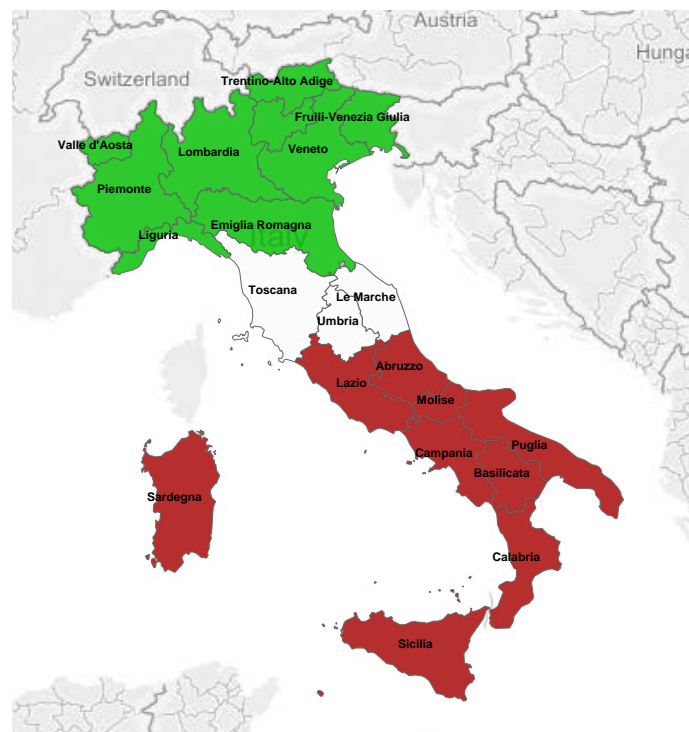 Austria
Hunga
Switzerland
Trentino-Alto Adige
Fruili-Venezia Giulia
Valle d'Aosta
Lombardia
Veneto
Piemonte
Emiglia Romagna
Liguria
Italy
Toscana
Le Marche
Umbria
Abruzzo
Lazio
Molise
Campania
Puglia
Basilicata
Sardegna
Calabria
Sicilia